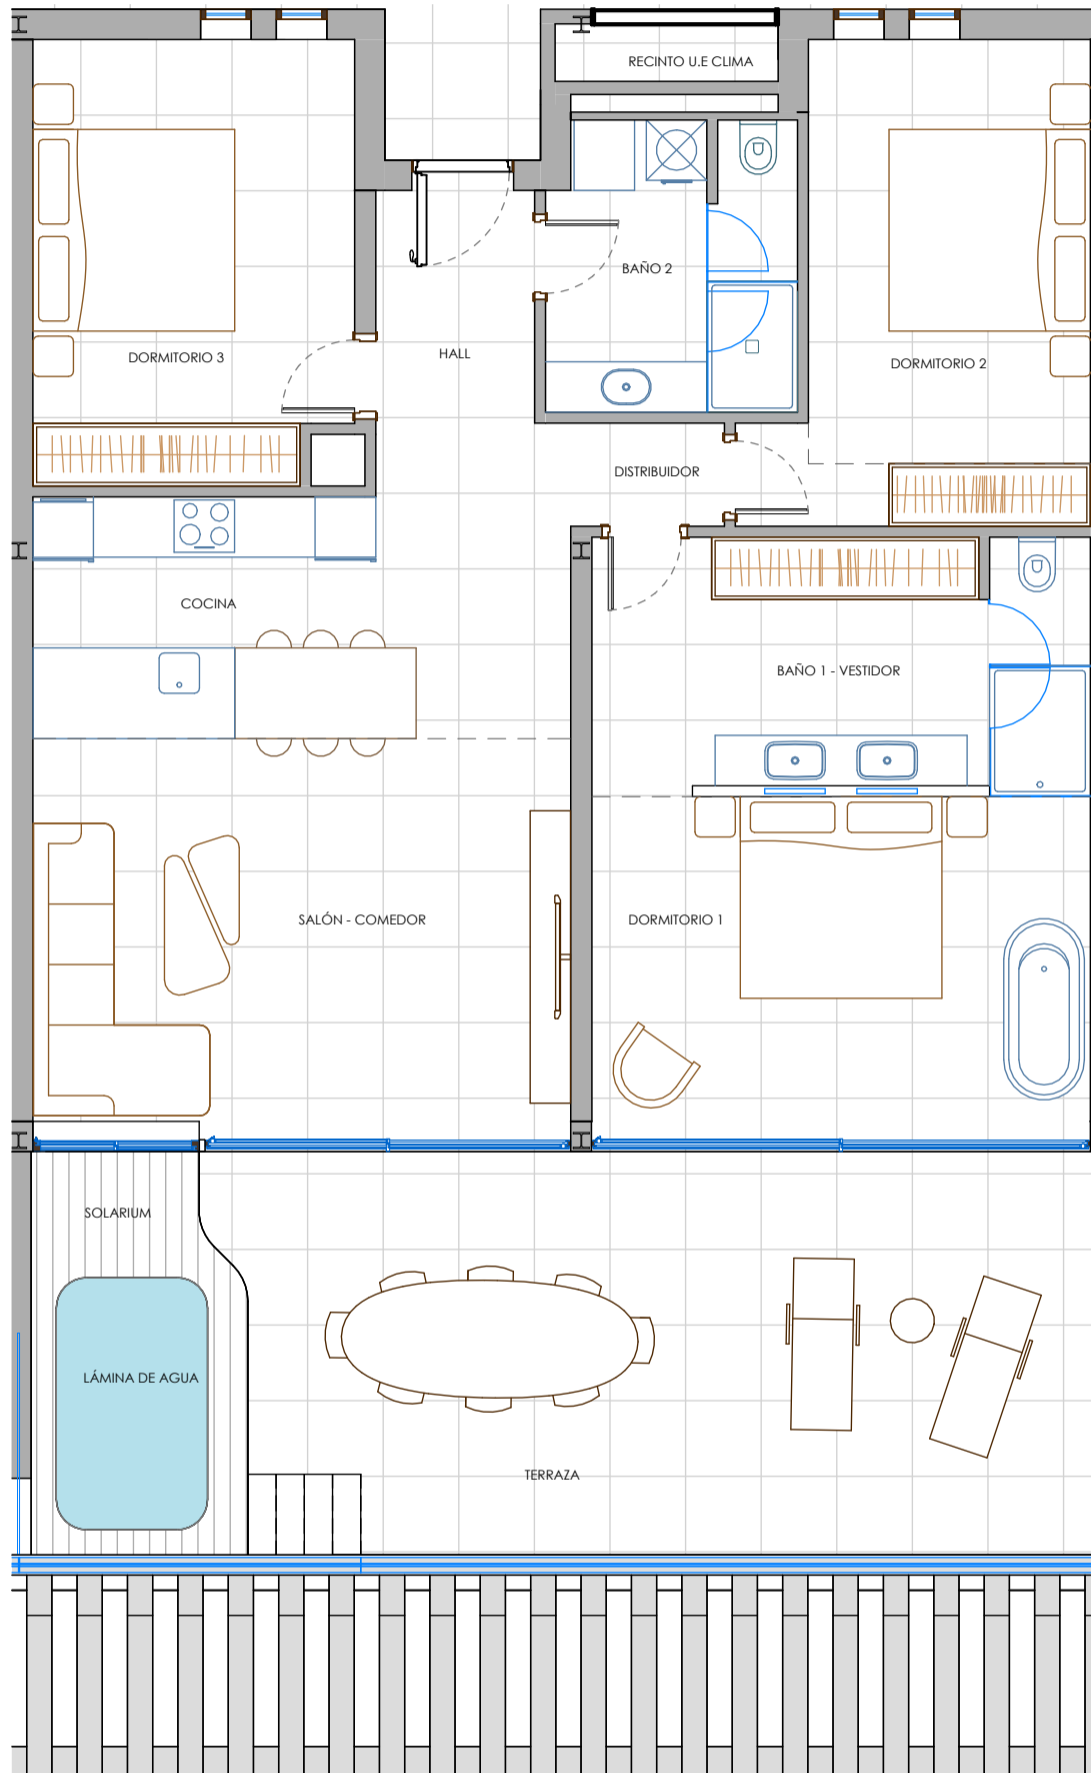 RECINTO U.E CLIMA
BAÑO 2
DORMITORIO 3
HALL
DORMITORIO 2
DISTRIBUIDOR
COCINA
BAÑO 1 - VESTIDOR
SALÓN - COMEDOR
DORMITORIO 1
SOLARIUM
LÁMINA DE AGUA
TERRAZA